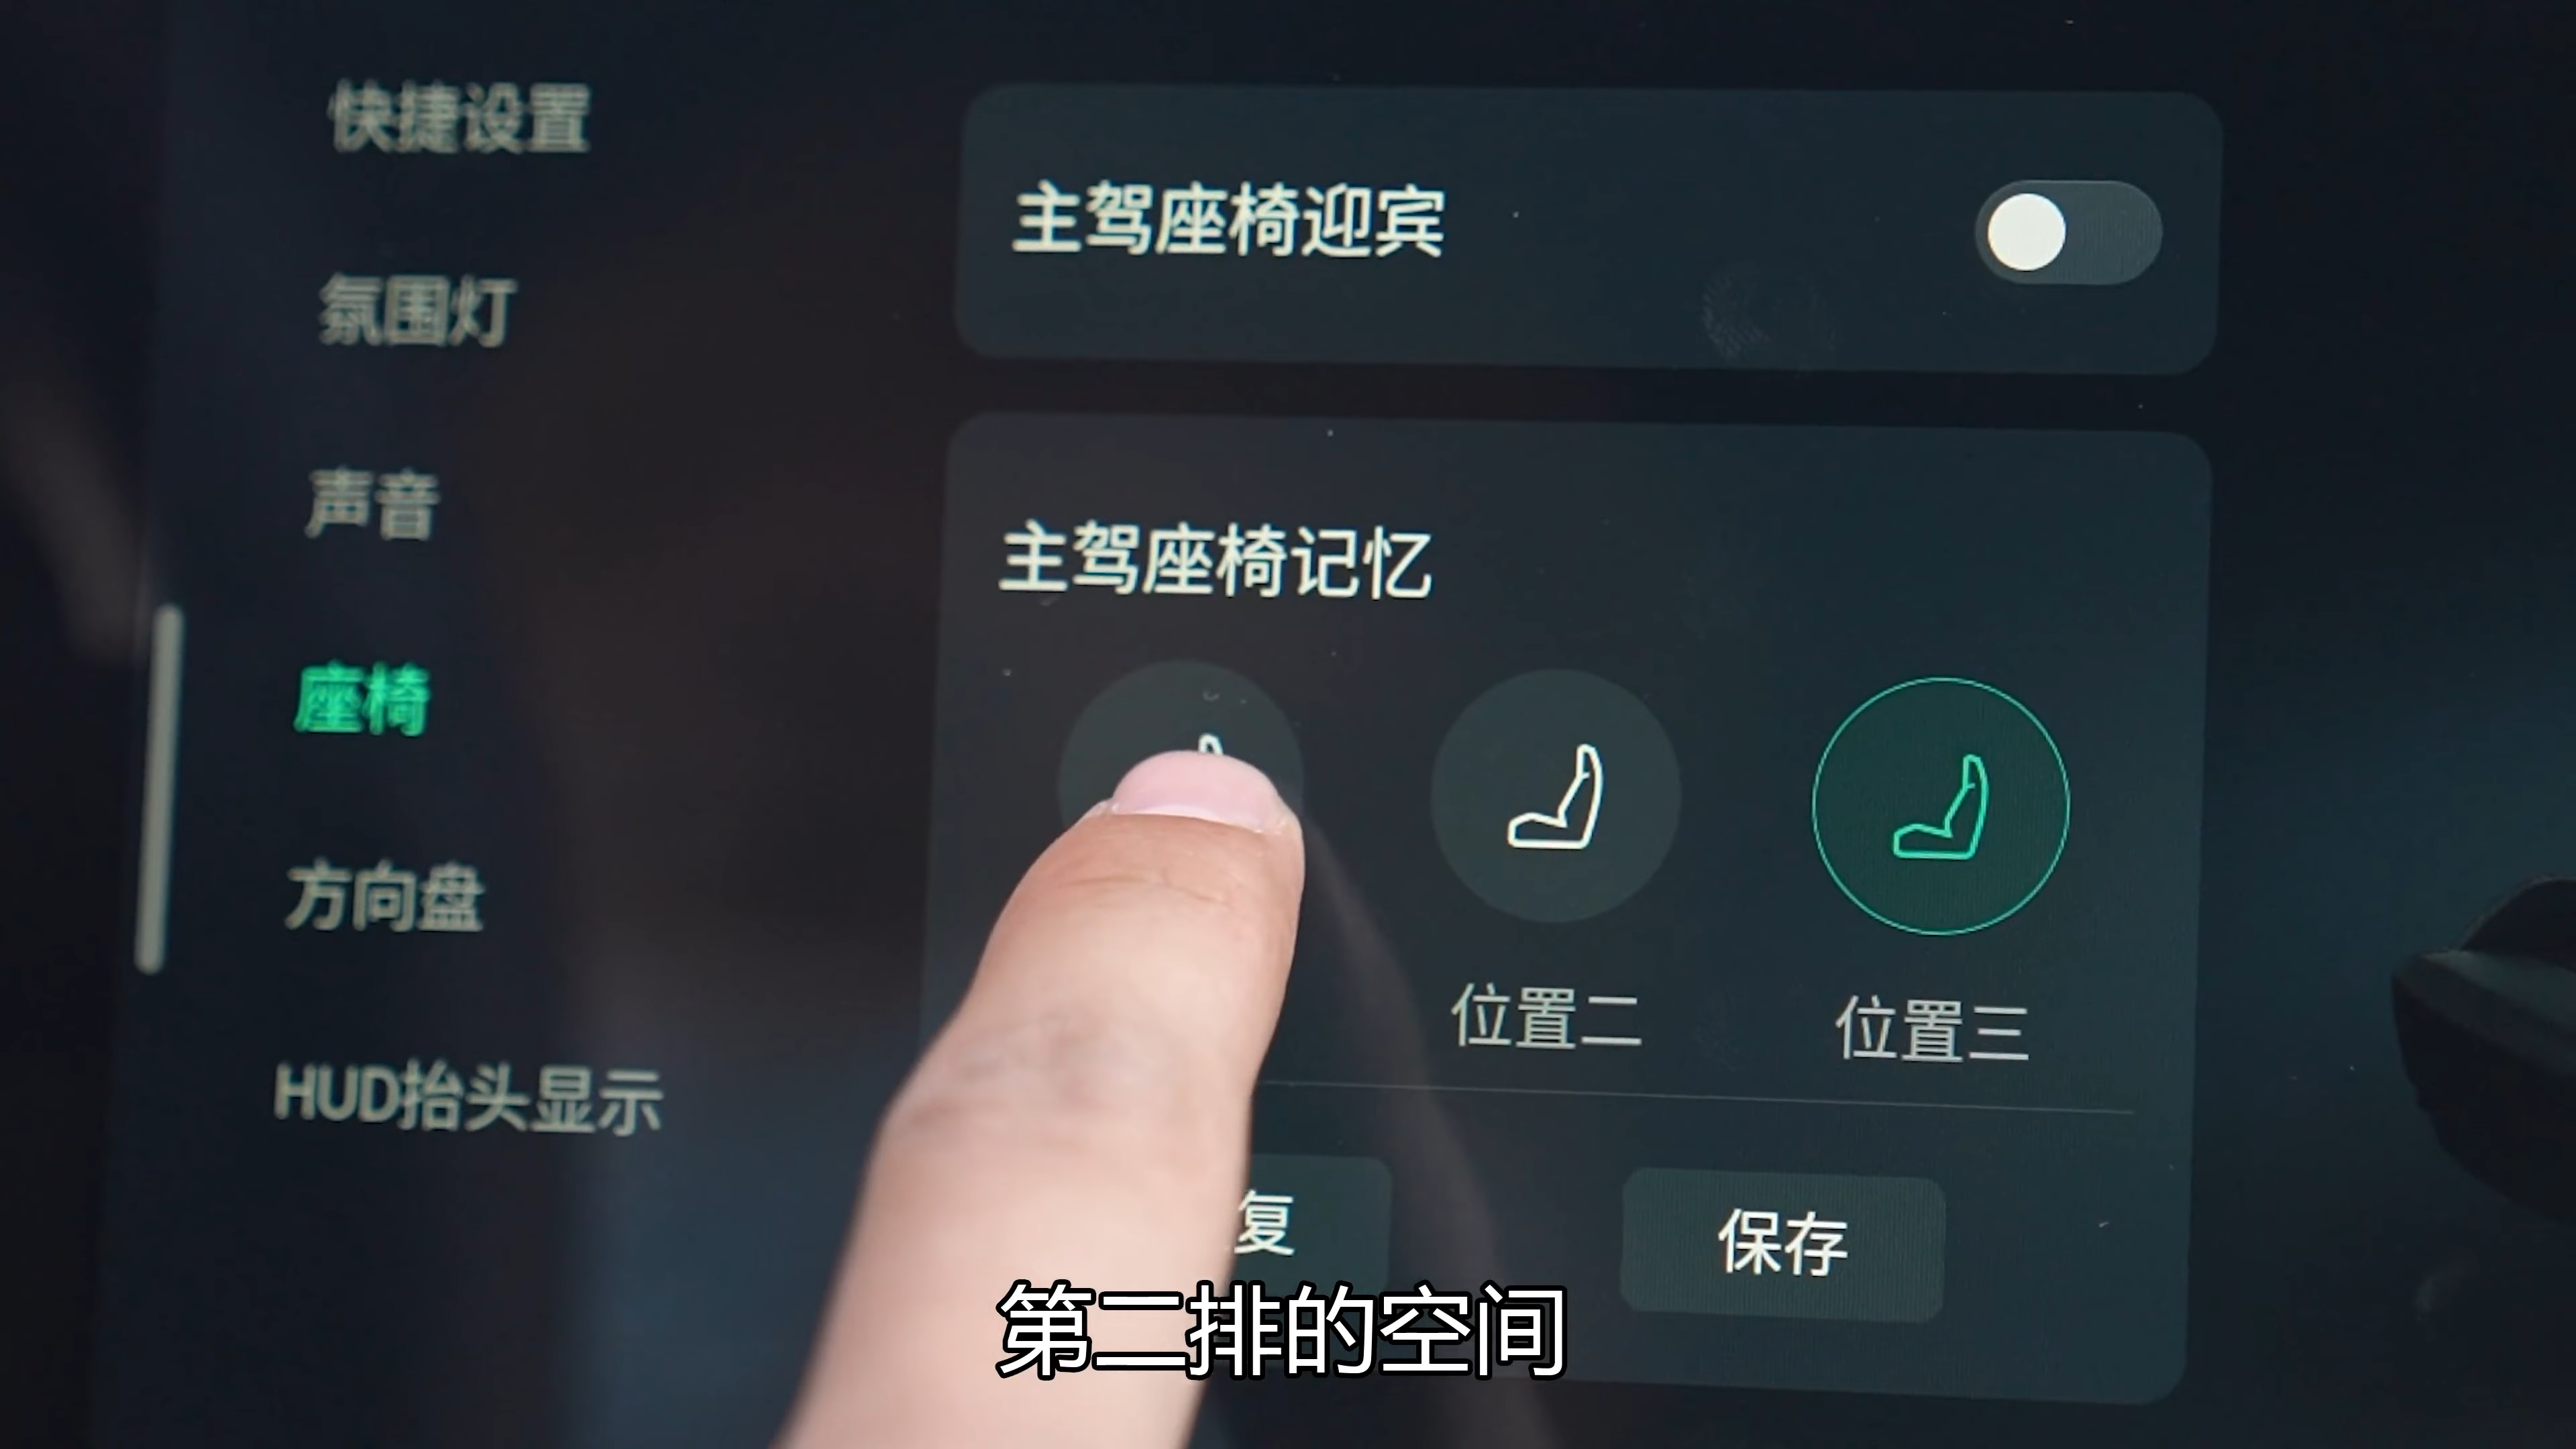 快捷设置
氛围灯
声音
座椅
方向盘
HUD抬头显示
主驾座椅迎宾
主驾座椅记忆
位置二
位置三
复
保存
第二排的空间